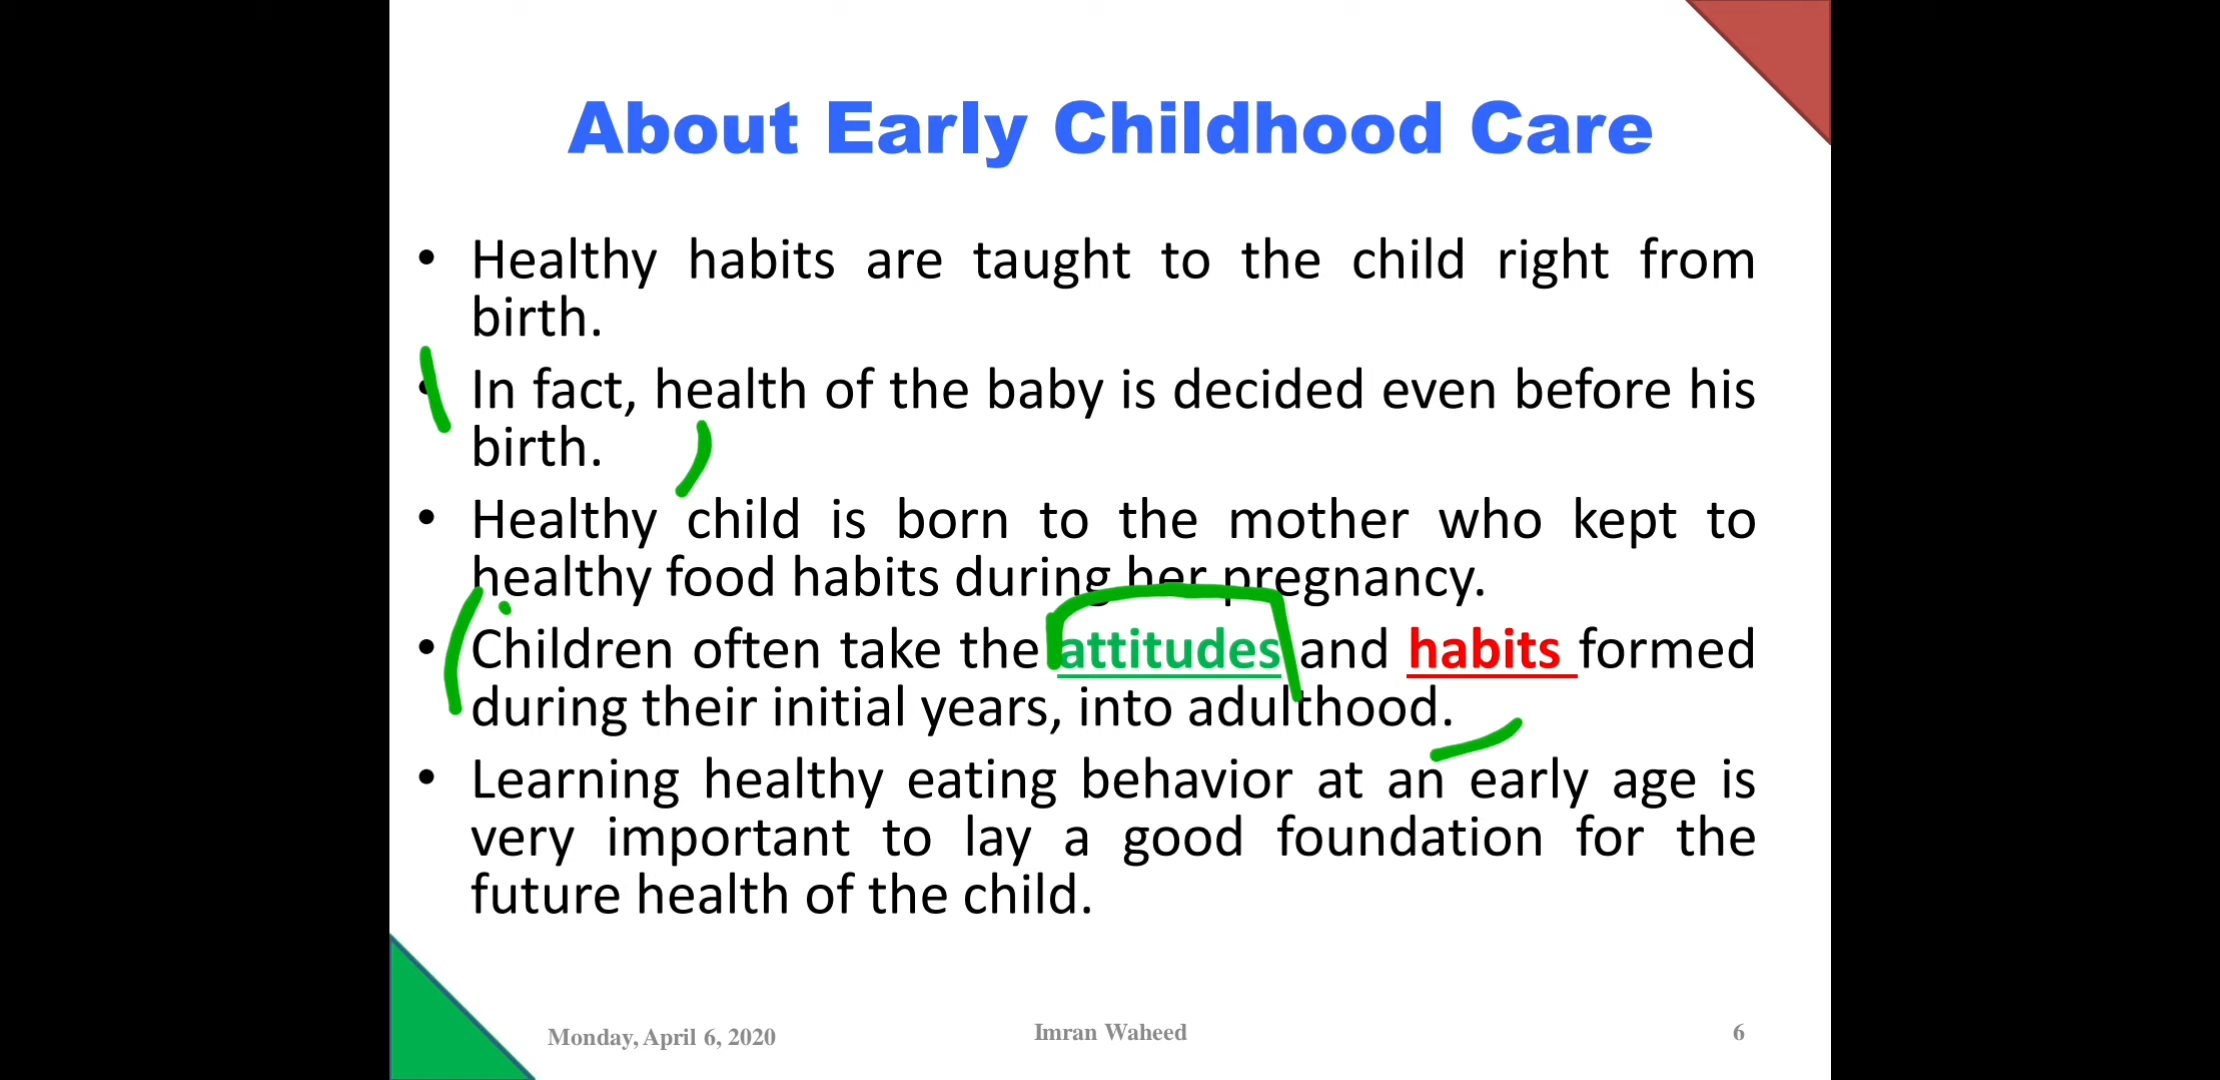 About Early Childhood Care
• Healthy habits are taught to the child right from
birth.
• In fact, health of the baby is decided even before his
birth.
• Healthy child is born to the mother who kept to
healthy food habits during her pregnancy.
• Children often take the attitudes and habits formed
during their initial years, into adulthood.
• Learning healthy eating behavior at an early age is
very important to lay a good foundation for the
future health of the child.
Monday, April 6, 2020
Imran Waheed
6